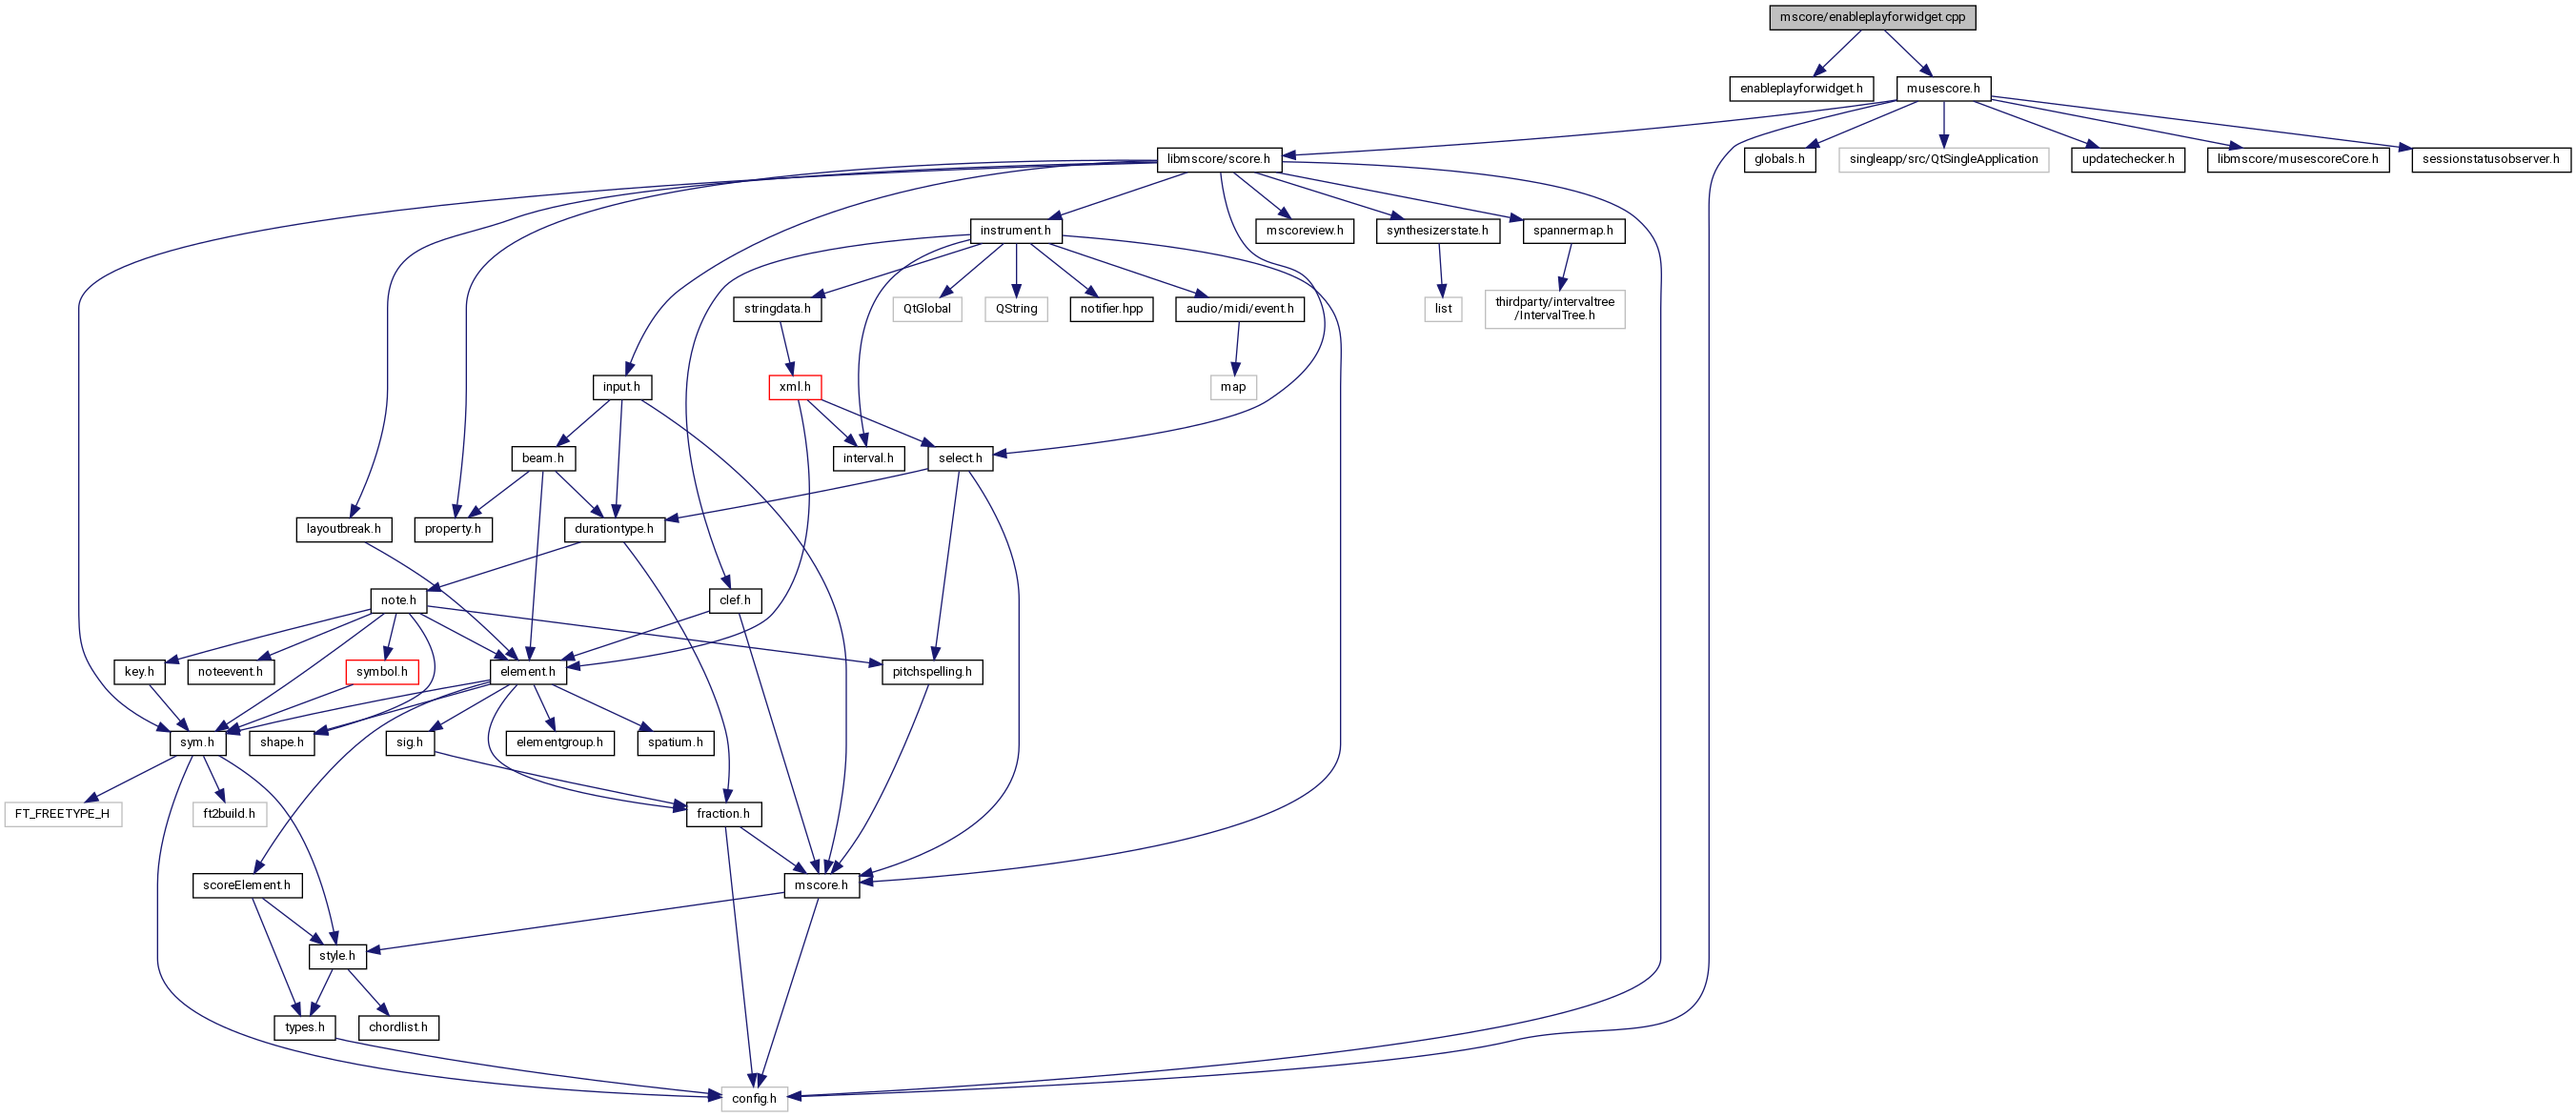 mscore/enableplayforwidget.cpp
enableplayforwidget.h
musescore.h
libmscore/score.h
globals.h
singleapp/src/QtSingleApplication
updatechecker.h
libmscore/musescoreCore.h
sessionstatusobserver.h
instrument.h
mscoreview.h
synthesizerstate.h
spannermap.h
stringdata.h
QtGlobal
QString
notifier.hpp
audio/midi/event.h
list
thirdparty/intervaltree
/IntervalTree.h
input.h
xml.h
map
beam.h
interval.h
select.h
layoutbreak.h
property.h
durationtype.h
note.h
clef.h
key.h
noteevent.h
symbol.h
element.h
pitchspelling.h
sym.h
shape.h
sig.h
elementgroup.h
spatium.h
FT_FREETYPE_H
ft2build.h
fraction.h
scoreElement.h
mscore.h
style.h
types.h
chordlist.h
config.h